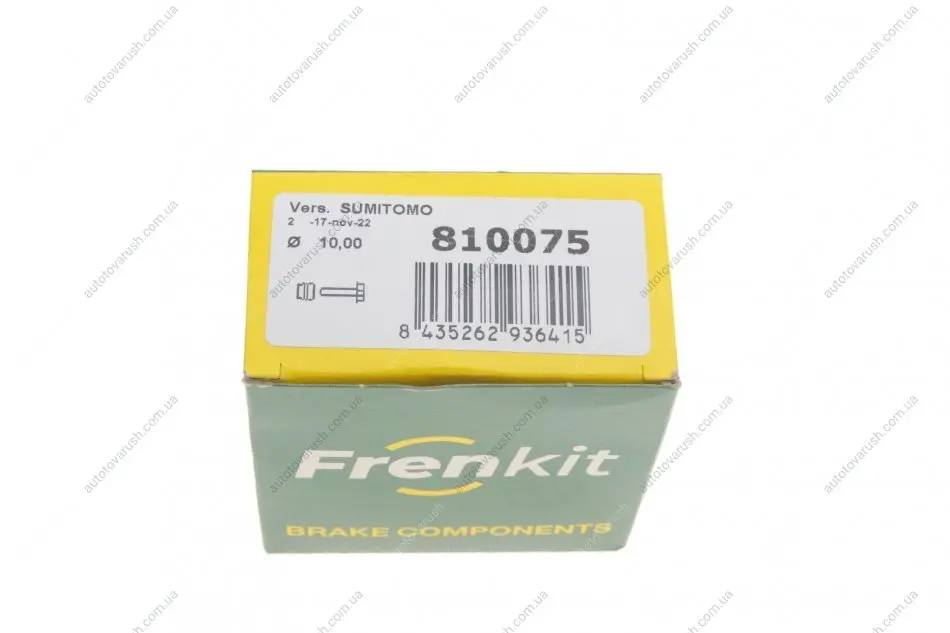 Vers. SUMITOMO
2 -17-nov-22
Ø 10,00
810075
8 435262 936415
Frenkit
BRAKE COMPONENTS
autotovarush.com.ua